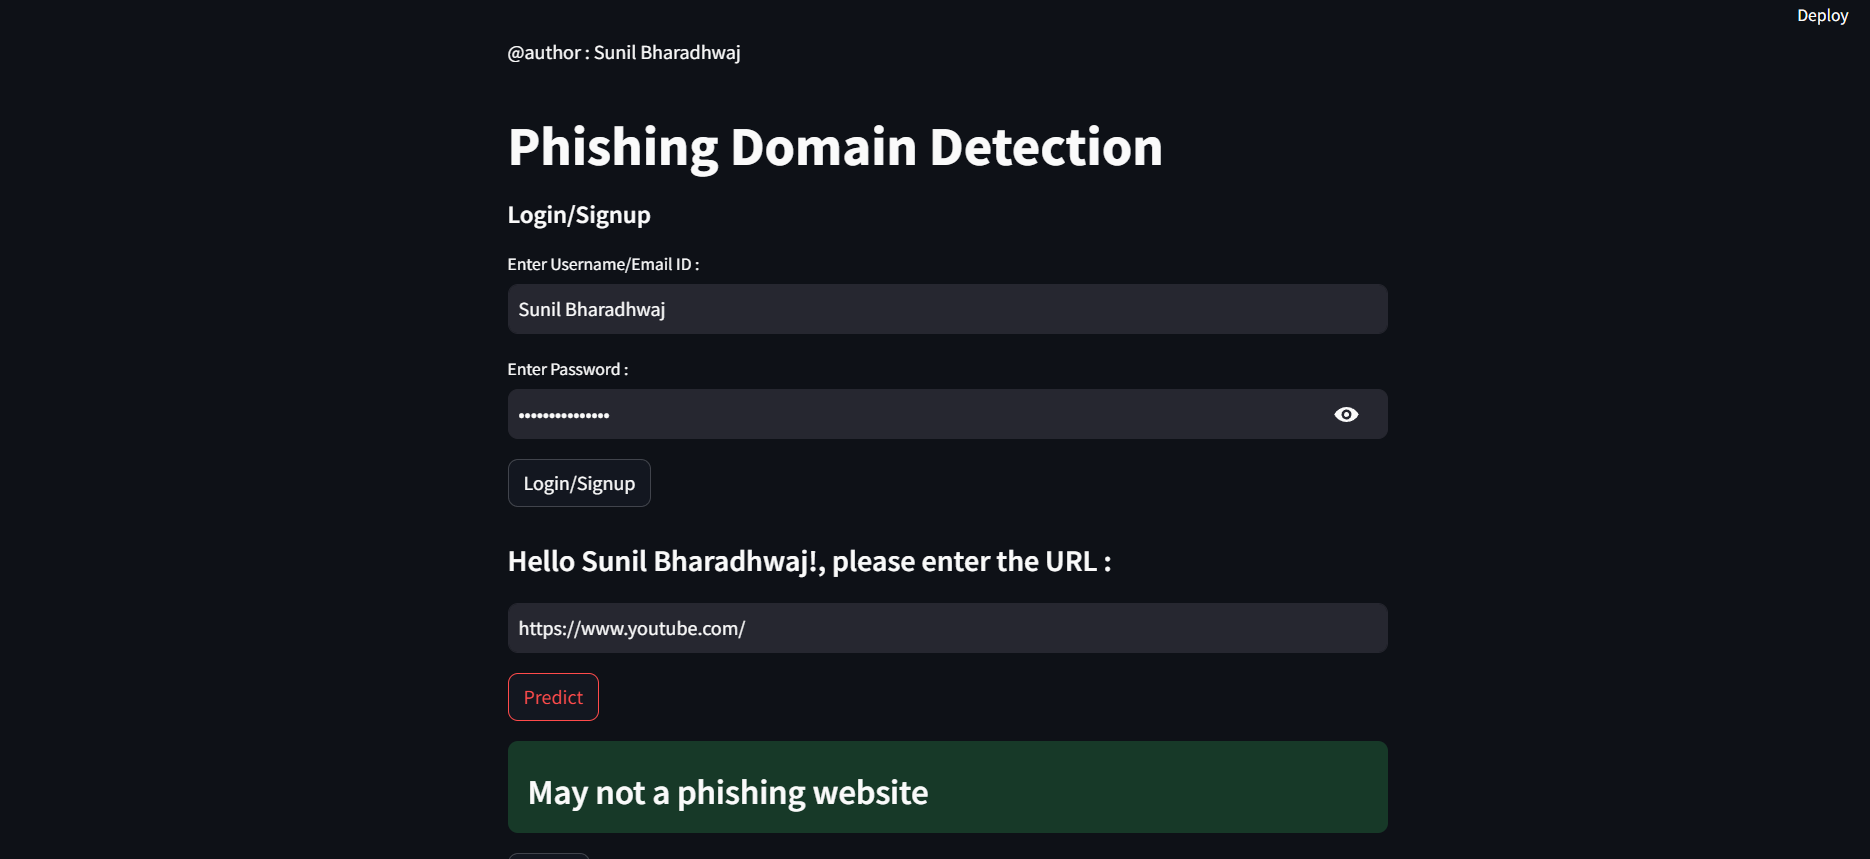 Deploy
@author : Sunil Bharadhwaj
Phishing Domain Detection
Login/Signup
Enter Username/Email ID :
Sunil Bharadhwaj
Enter Password :
•••••••••••••••
Login/Signup
Hello Sunil Bharadhwaj!, please enter the URL :
https://www.youtube.com/
Predict
May not a phishing website